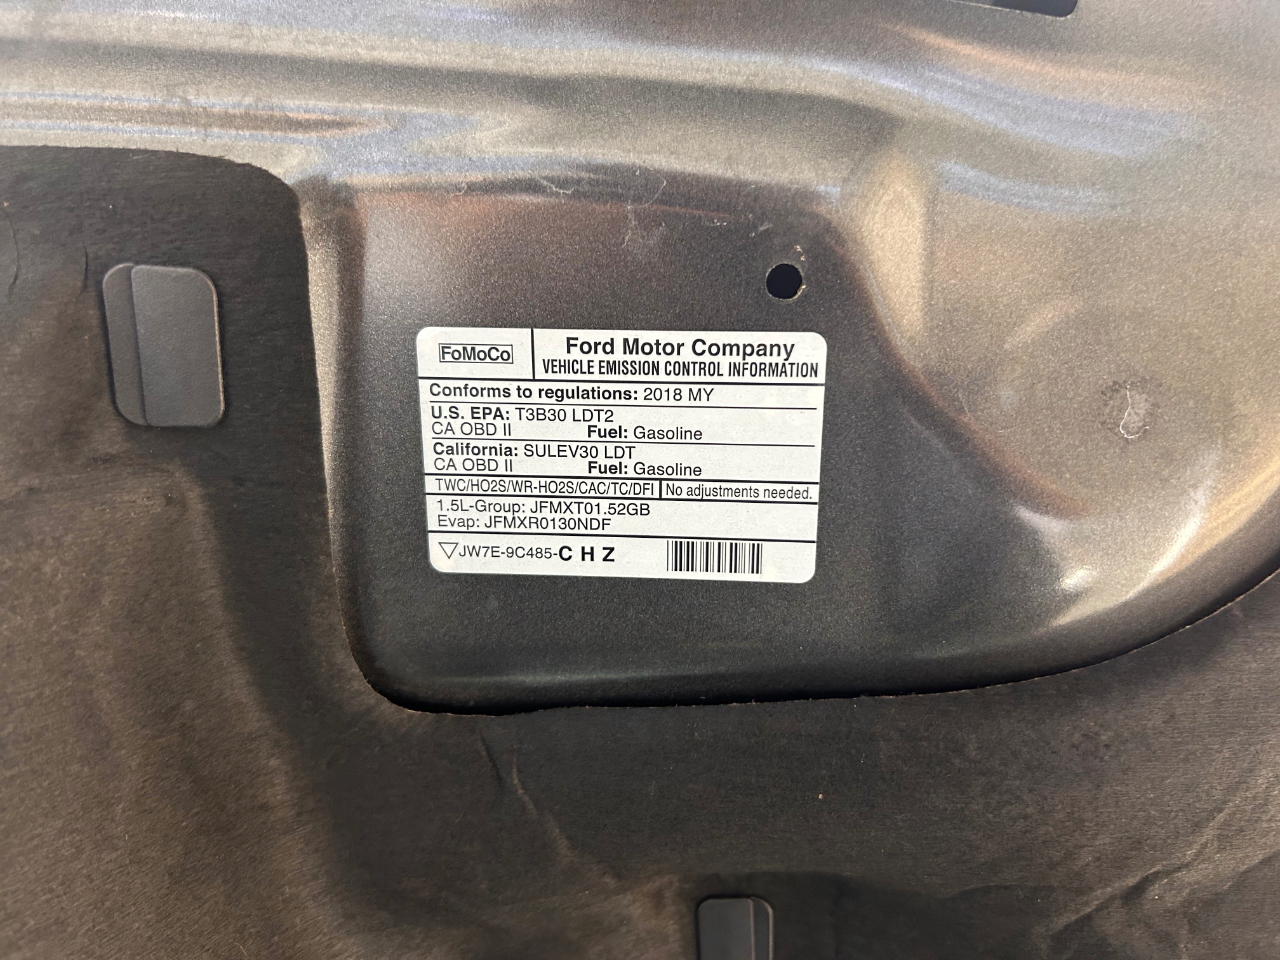 FoMoCo
Ford Motor Company
VEHICLE EMISSION CONTROL INFORMATION
Conforms to regulations: 2018 MY
U.S. EPA: T3B30 LDT2
CA OBD II Fuel: Gasoline
California: SULEV30 LDT
CA OBD II Fuel: Gasoline
TWC/HO2S/WR-HO2S/CAC/TC/DFI No adjustments needed.
1.5L-Group: JFMXT01.52GB
Evap: JFMXR0130NDF
JW7E-9C485-C H Z